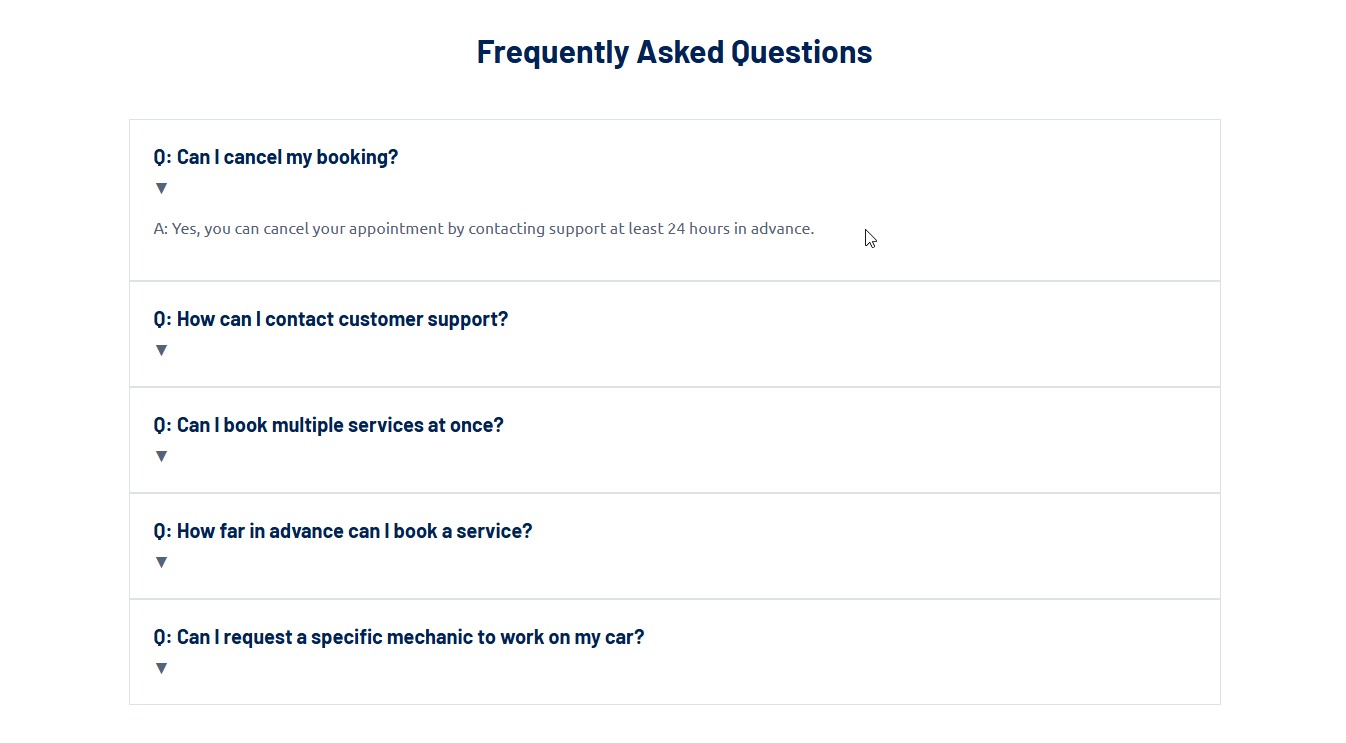 Frequently Asked Questions
Q: Can I cancel my booking?
▼
A: Yes, you can cancel your appointment by contacting support at least 24 hours in advance.
Q: How can I contact customer support?
▼
Q: Can I book multiple services at once?
▼
Q: How far in advance can I book a service?
▼
Q: Can I request a specific mechanic to work on my car?
▼